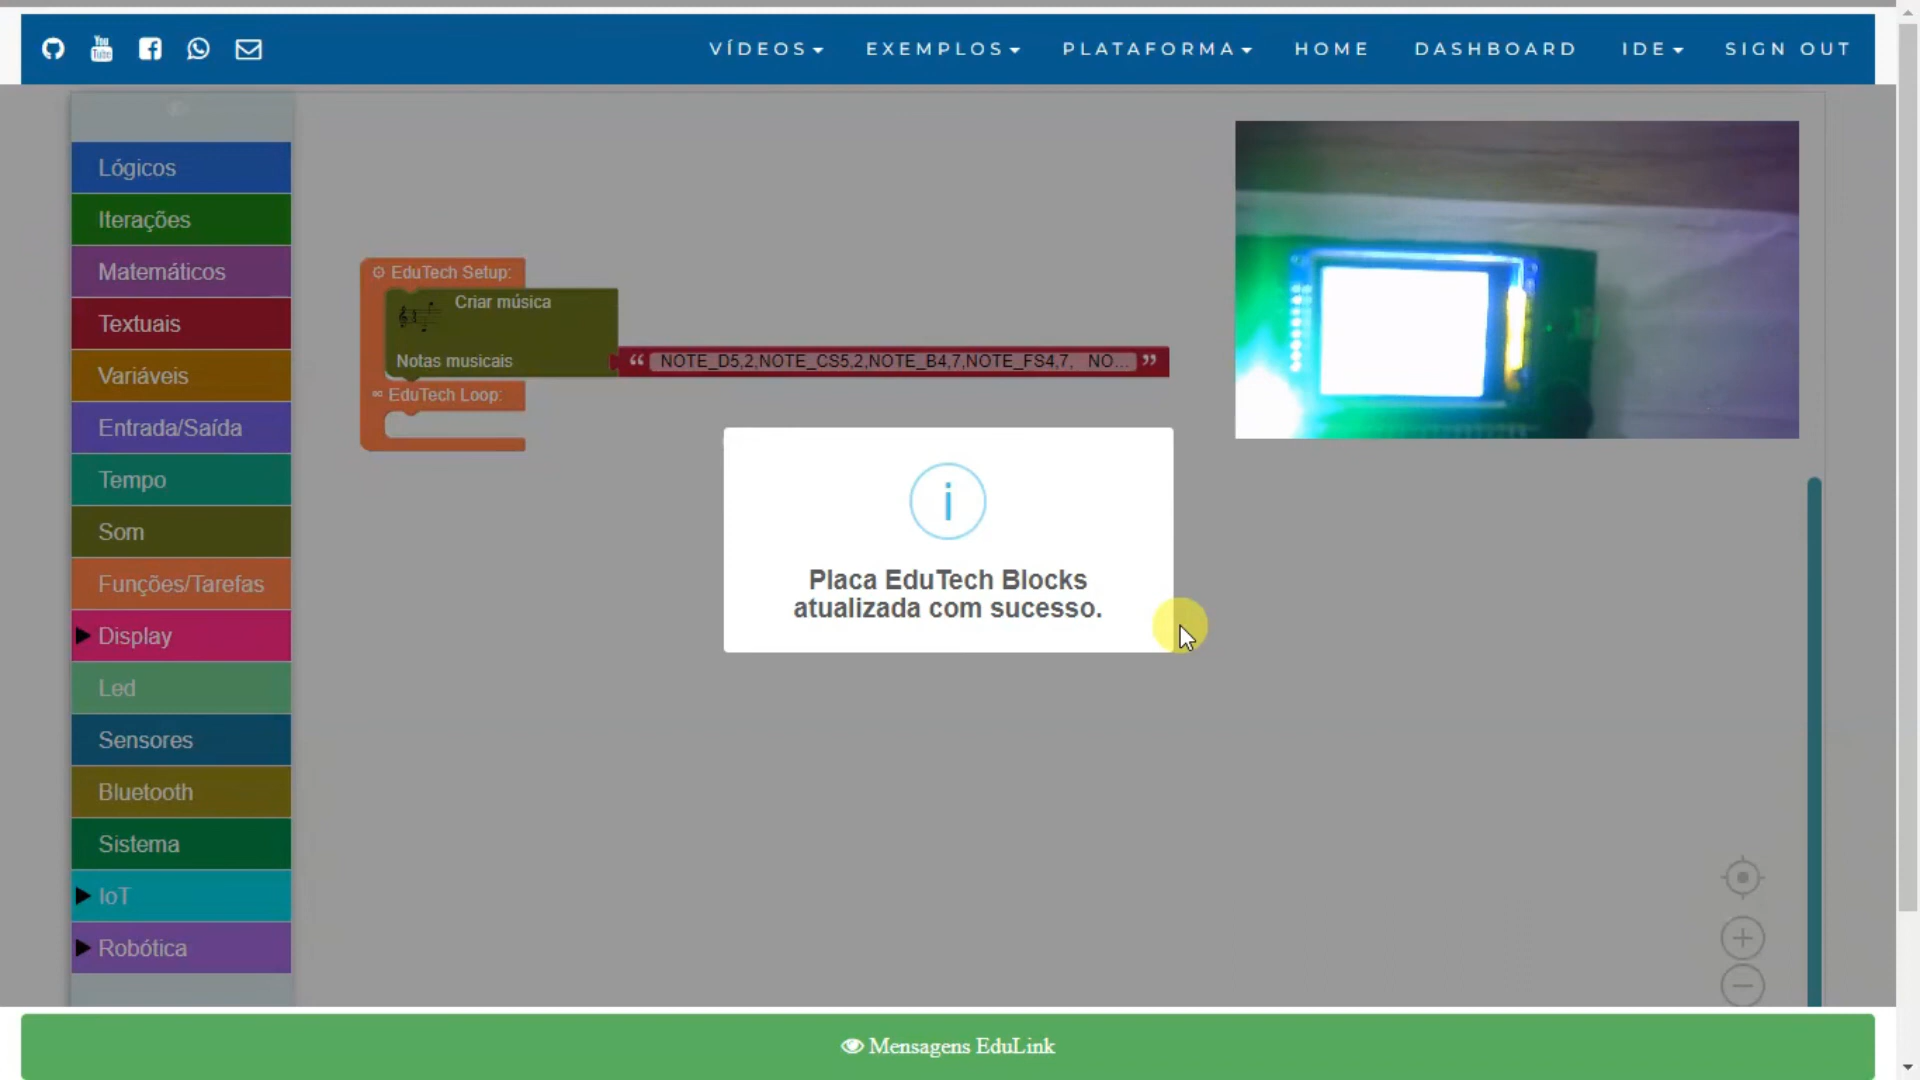 You
Tube
VÍDEOS
EXEMPLOS
PLATAFORMA
HOME
DASHBOARD
IDE
SIGN OUT
Lógicos
Iterações
Matemáticos
Textuais
Variáveis
Entrada/Saída
Tempo
Som
Funções/Tarefas
Display
Led
Sensores
Bluetooth
Sistema
IoT
Robótica
EduTech Setup:
Criar música
Notas musicais
“ NOTE_D5,2,NOTE_CS5,2,NOTE_B4,7,NOTE_FS4,7, NO... ”
∞ EduTech Loop:
Placa EduTech Blocks
atualizada com sucesso.
Mensagens EduLink